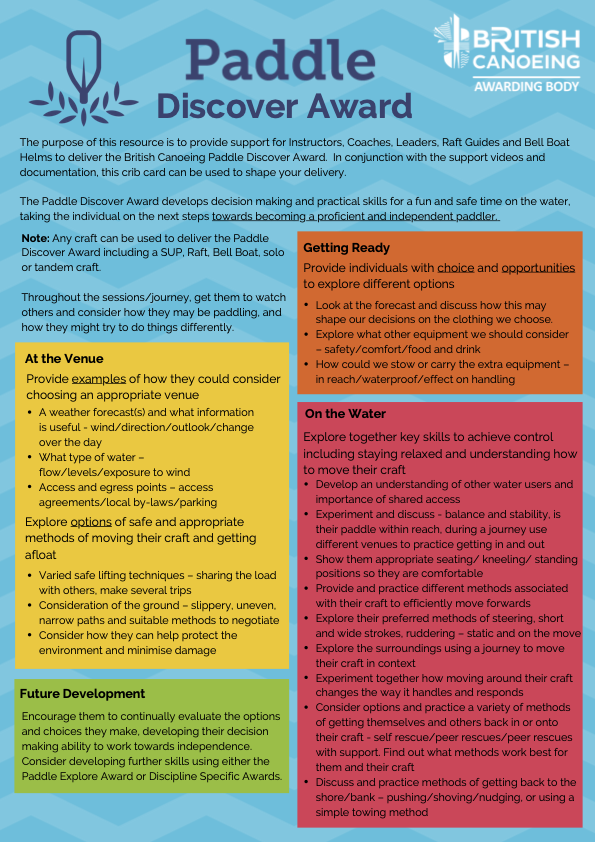 BRITISH
CANOEING
AWARDING BODY
Paddle
Discover Award
The purpose of this resource is to provide support for Instructors, Coaches, Leaders, Raft Guides and Bell Boat
Helms to deliver the British Canoeing Paddle Discover Award.  In conjunction with the support videos and
documentation, this crib card can be used to shape your delivery.
The Paddle Discover Award develops decision making and practical skills for a fun and safe time on the water,
taking the individual on the next steps towards becoming a proficient and independent paddler.
Note: Any craft can be used to deliver the Paddle
Discover Award including a SUP, Raft, Bell Boat, solo
or tandem craft.
Throughout the sessions/journey, get them to watch
others and consider how they may be paddling, and
how they might try to do things differently.
At the Venue
Provide examples of how they could consider
choosing an appropriate venue
• A weather forecast(s) and what information
is useful - wind/direction/outlook/change
over the day
• What type of water –
flow/levels/exposure to wind
• Access and egress points – access
agreements/local by-laws/parking
Explore options of safe and appropriate
methods of moving their craft and getting
afloat
• Varied safe lifting techniques – sharing the load
with others, make several trips
• Consideration of the ground – slippery, uneven,
narrow paths and suitable methods to negotiate
• Consider how they can help protect the
environment and minimise damage
Future Development
Encourage them to continually evaluate the options
and choices they make, developing their decision
making ability to work towards independence.
Consider developing further skills using either the
Paddle Explore Award or Discipline Specific Awards.
Getting Ready
Provide individuals with choice and opportunities
to explore different options
• Look at the forecast and discuss how this may
shape our decisions on the clothing we choose.
• Explore what other equipment we should consider
– safety/comfort/food and drink
• How could we stow or carry the extra equipment –
in reach/waterproof/effect on handling
On the Water
Explore together key skills to achieve control
including staying relaxed and understanding how
to move their craft
• Develop an understanding of other water users and
importance of shared access
• Experiment and discuss - balance and stability, is
their paddle within reach, during a journey use
different venues to practice getting in and out
• Show them appropriate seating/ kneeling/ standing
positions so they are comfortable
• Provide and practice different methods associated
with their craft to efficiently move forwards
• Explore their preferred methods of steering, short
and wide strokes, ruddering – static and on the move
• Explore the surroundings using a journey to move
their craft in context
• Experiment together how moving around their craft
changes the way it handles and responds
• Consider options and practice a variety of methods
of getting themselves and others back in or onto
their craft - self rescue/peer rescues/peer rescues
with support. Find out what methods work best for
them and their craft
• Discuss and practice methods of getting back to the
shore/bank – pushing/shoving/nudging, or using a
simple towing method